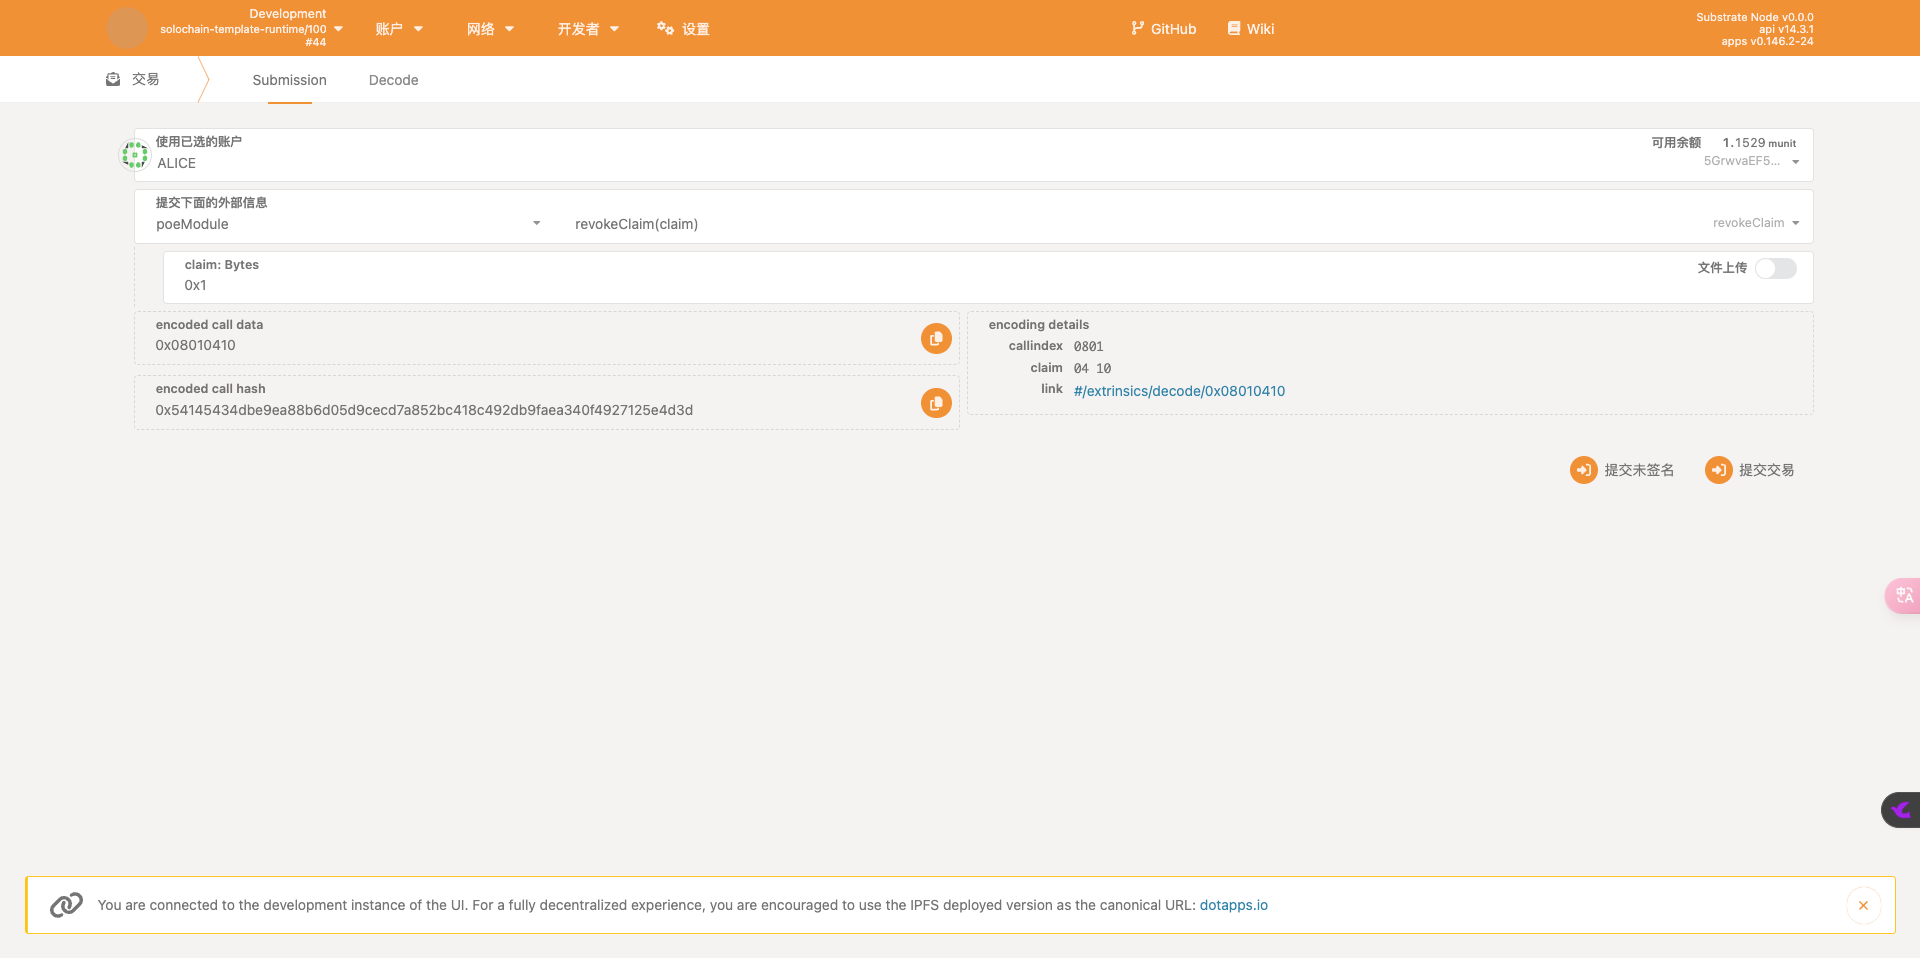 Development
solochain-template-runtime/100
#44
账户
网络
开发者
设置
GitHub
Wiki
Substrate Node v0.0.0
api v14.3.1
apps v0.146.2-24
交易
Submission
Decode
使用已选的账户
ALICE
可用余额 1.1529 munit
5GrwvaEF5...
提交下面的外部信息
poeModule
revokeClaim(claim)
revokeClaim
claim: Bytes
0x1
文件上传
encoded call data
0x08010410
encoded call hash
0x54145434dbe9ea88b6d05d9cecd7a852bc418c492db9faea340f4927125e4d3d
encoding details
callindex 0801
claim 04 10
link #/extrinsics/decode/0x08010410
提交未签名
提交交易
You are connected to the development instance of the UI. For a fully decentralized experience, you are encouraged to use the IPFS deployed version as the canonical URL: dotapps.io